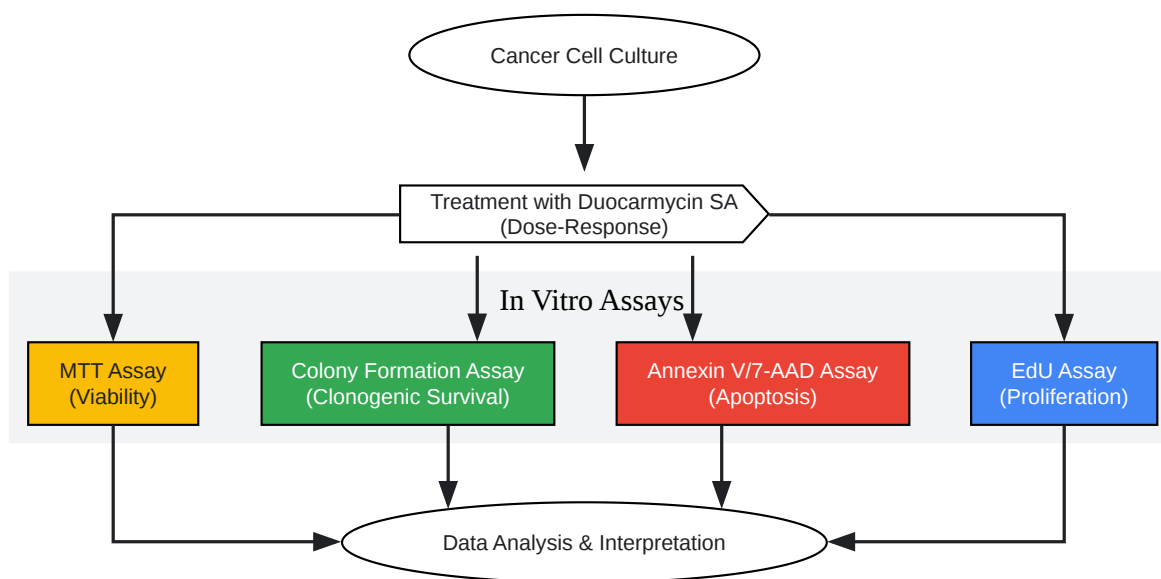 Cancer Cell Culture
Treatment with Duocarmycin SA
(Dose-Response)
In Vitro Assays
MTT Assay
(Viability)
Colony Formation Assay
(Clonogenic Survival)
Annexin V/7-AAD Assay
(Apoptosis)
EdU Assay
(Proliferation)
Data Analysis & Interpretation